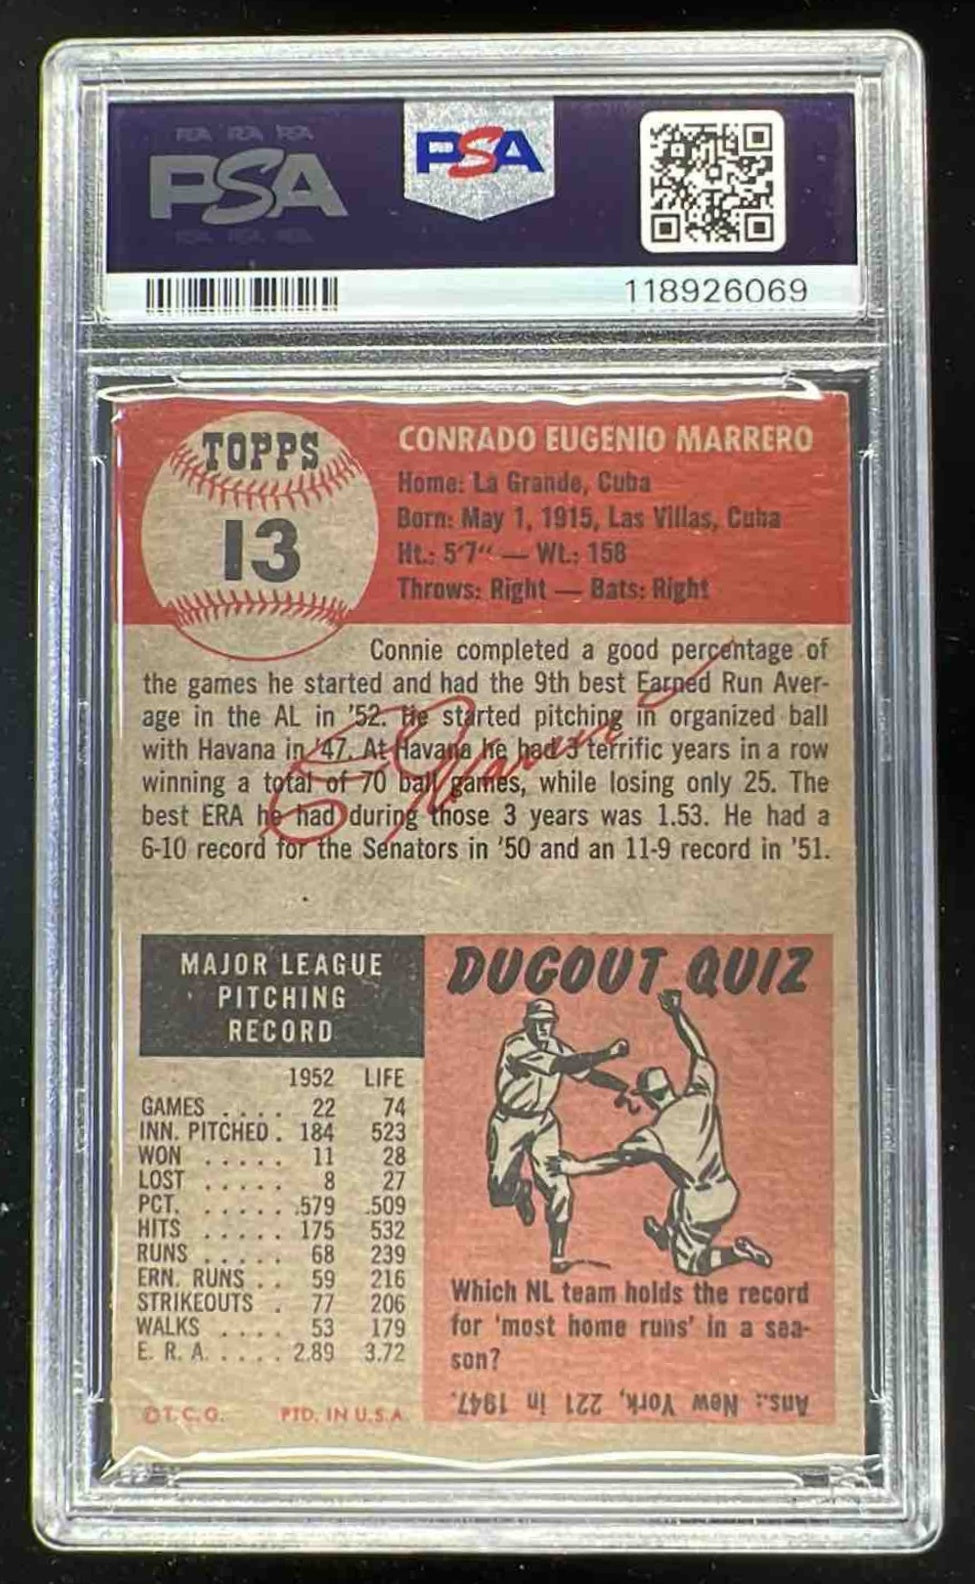 PSA PSA PSA
PSA
PSA PSA PSA
PSA
118926069
TOPPS
13
CONRADO EUGENIO MARRERO
Home: La Grande, Cuba
Born: May 1, 1915, Las Villas, Cuba
Ht.: 5'7" — Wt.: 158
Throws: Right — Bats: Right
Connie completed a good percentage of
the games he started and had the 9th best Earned Run Aver-
age in the AL in '52. He started pitching in organized ball
with Havana in '47. At Havana he had 3 terrific years in a row
winning a total of 70 ball games, while losing only 25. The
best ERA he had during those 3 years was 1.53. He had a
6-10 record for the Senators in '50 and an 11-9 record in '51.
C Marrero
MAJOR LEAGUE
PITCHING
RECORD
1952 LIFE
GAMES .... 22 74
INN. PITCHED . 184 523
WON ..... 11 28
LOST ..... 8 27
PCT. ..... .579 .509
HITS ..... 175 532
RUNS ..... 68 239
ERN. RUNS .. 59 216
STRIKEOUTS . 77 206
WALKS .... 53 179
E. R. A. .... 2.89 3.72
©T.C.G. PTD. IN U.S.A.
DUGOUT QUIZ
Which NL team holds the record
for 'most home runs' in a sea-
son?
Ans.: New York, 221 in 1947.